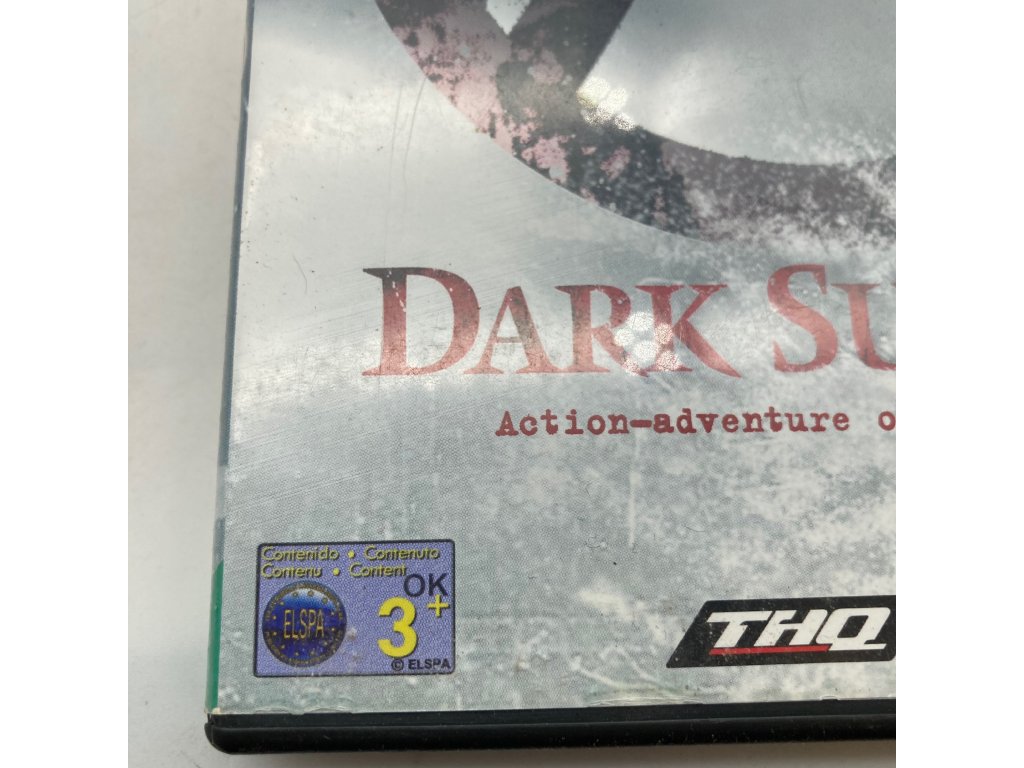 DARK SU
Action-adventure o
Contenido • Contenuto
Contenu • Content
OK
3+
ELSPA
© ELSPA
THQ